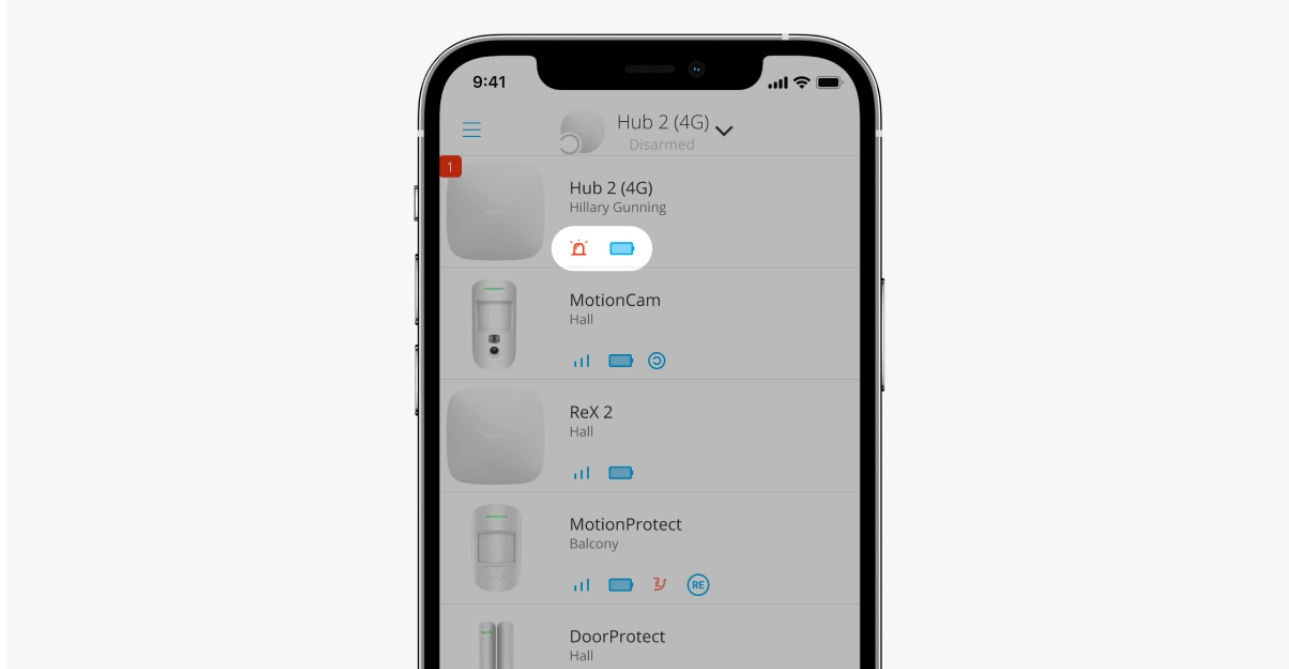 9:41
Hub 2 (4G)
Disarmed
1
Hub 2 (4G)
Hillary Gunning
MotionCam
Hall
ReX 2
Hall
MotionProtect
Balcony
RE
DoorProtect
Hall